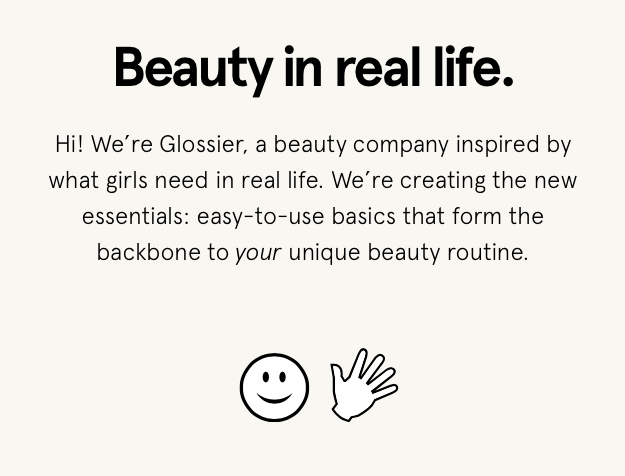 Beauty in real life.
Hi! We’re Glossier, a beauty company inspired by
what girls need in real life. We’re creating the new
essentials: easy-to-use basics that form the
backbone to your unique beauty routine.